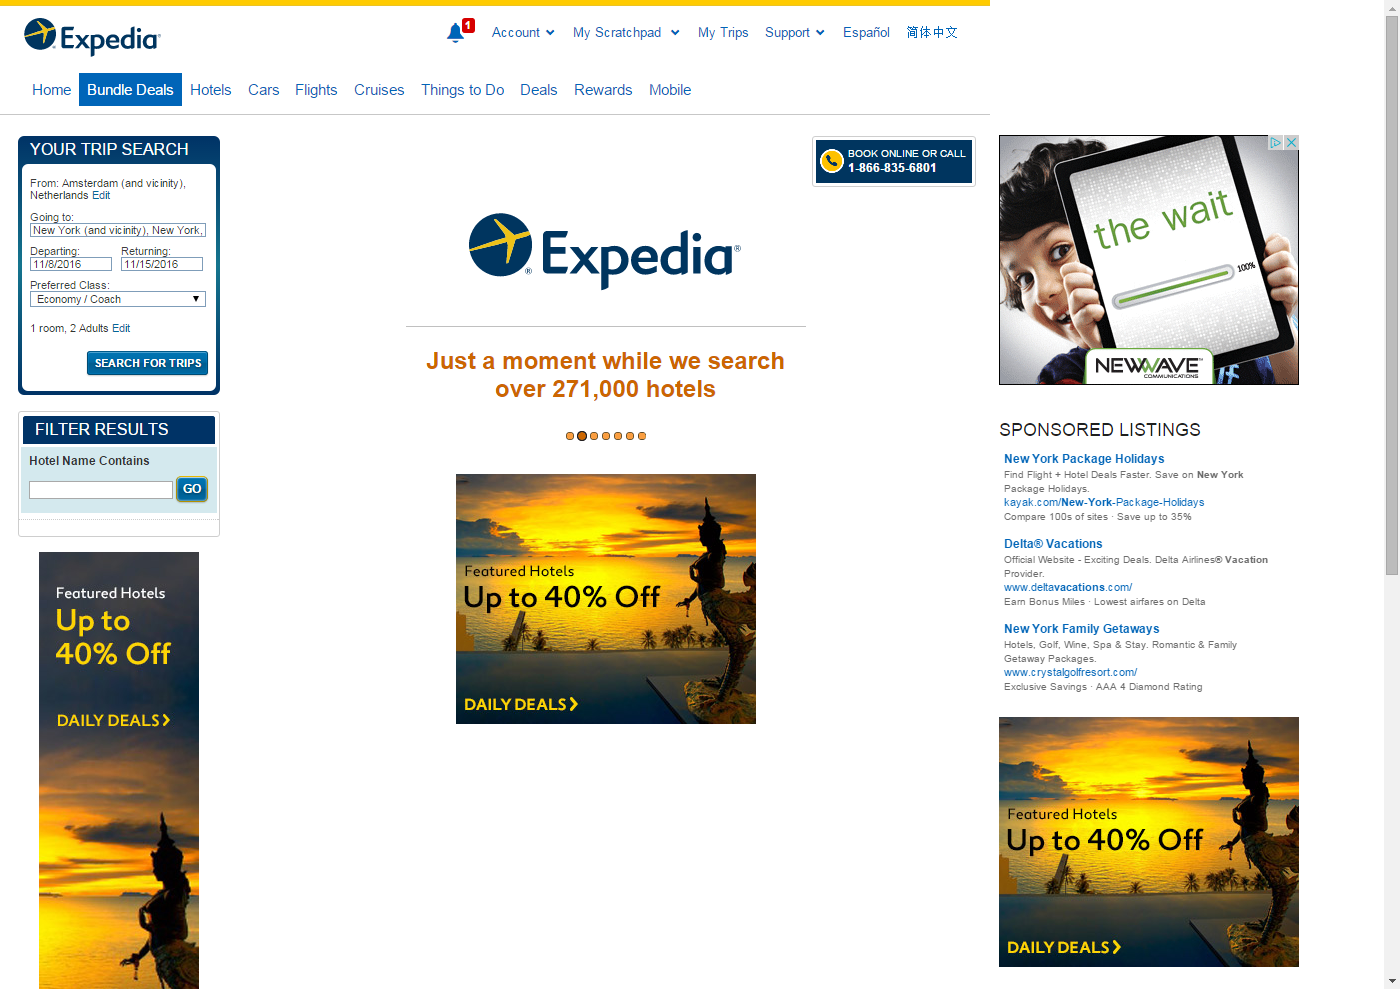 Expedia®
1
Account
My Scratchpad
My Trips
Support
Español
简体中文
Home
Bundle Deals
Hotels
Cars
Flights
Cruises
Things to Do
Deals
Rewards
Mobile
YOUR TRIP SEARCH
From: Amsterdam (and vicinity),
Netherlands Edit
Going to:
New York (and vicinity), New York,
Departing:
Returning:
11/8/2016
11/15/2016
Preferred Class:
Economy / Coach
1 room, 2 Adults Edit
SEARCH FOR TRIPS
FILTER RESULTS
Hotel Name Contains
GO
Featured Hotels
Up to
40% Off
DAILY DEALS
BOOK ONLINE OR CALL
1-866-835-6801
Expedia®
Just a moment while we search
over 271,000 hotels
Featured Hotels
Up to 40% Off
DAILY DEALS
the wait
100%
NEWWAVE™
COMMUNICATIONS
SPONSORED LISTINGS
New York Package Holidays
Find Flight + Hotel Deals Faster. Save on New York
Package Holidays.
kayak.com/New-York-Package-Holidays
Compare 100s of sites · Save up to 35%
Delta® Vacations
Official Website - Exciting Deals. Delta Airlines® Vacation
Provider.
www.deltavacations.com/
Earn Bonus Miles · Lowest airfares on Delta
New York Family Getaways
Hotels, Golf, Wine, Spa & Stay. Romantic & Family
Getaway Packages.
www.crystalgolfresort.com/
Exclusive Savings · AAA 4 Diamond Rating
Featured Hotels
Up to 40% Off
DAILY DEALS